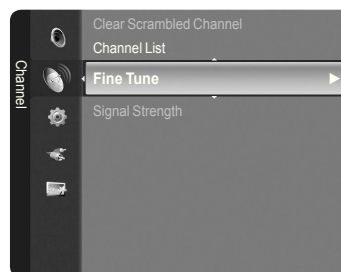 Channel
Clear Scrambled Channel
Channel List
Fine Tune
Signal Strength